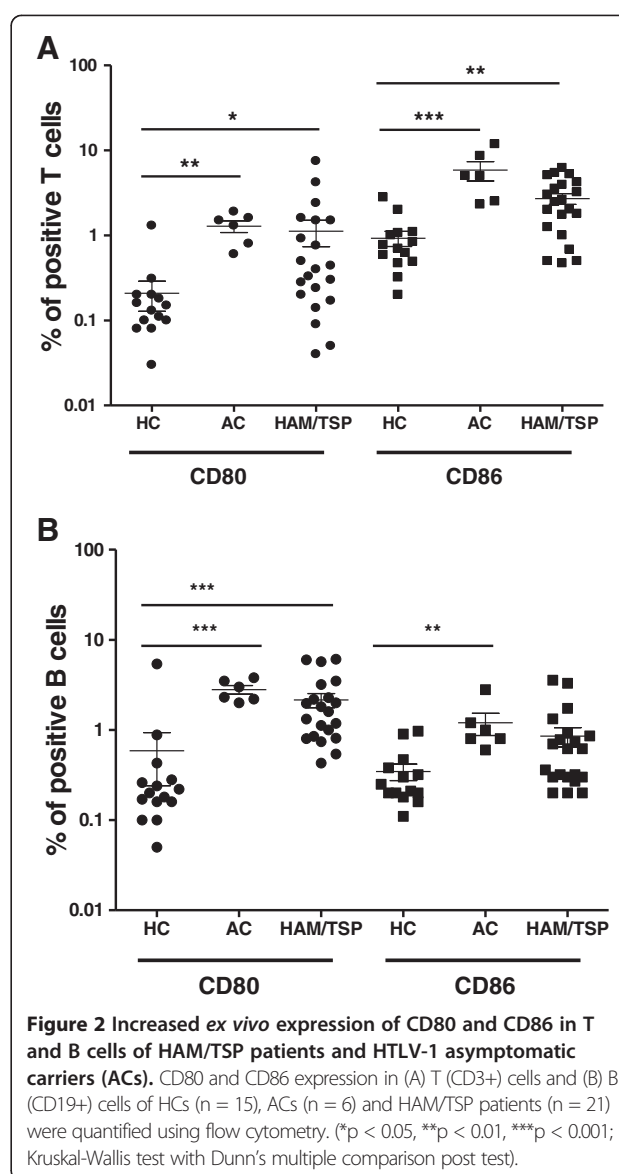 A
100
10
1
0.1
0.01
% of positive T cells
*
**
**
***
HC AC HAM/TSP HC AC HAM/TSP
CD80 CD86
B
100
10
1
0.1
0.01
% of positive B cells
***
***
**
HC AC HAM/TSP HC AC HAM/TSP
CD80 CD86
Figure 2 Increased ex vivo expression of CD80 and CD86 in T
and B cells of HAM/TSP patients and HTLV-1 asymptomatic
carriers (ACs). CD80 and CD86 expression in (A) T (CD3+) cells and (B) B
(CD19+) cells of HCs (n = 15), ACs (n = 6) and HAM/TSP patients (n = 21)
were quantified using flow cytometry. (*p < 0.05, **p < 0.01, ***p < 0.001;
Kruskal-Wallis test with Dunn's multiple comparison post test).